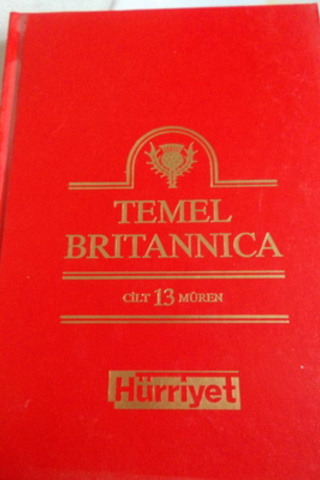 TEMEL
BRITANNICA
CİLT 13 MÜREN
Hürriyet